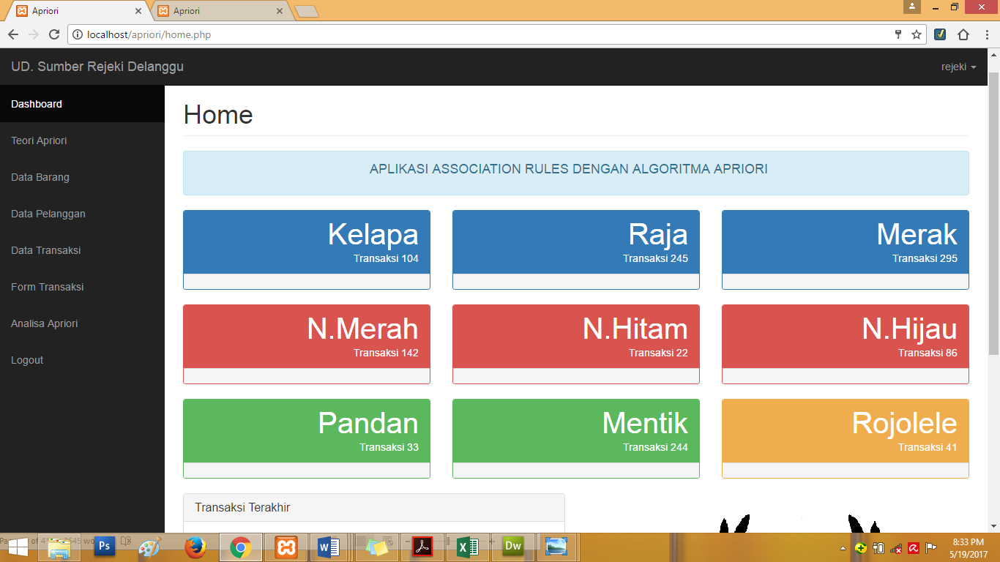 Apriori
Apriori
localhost/apriori/home.php
UD. Sumber Rejeki Delanggu
rejeki
Dashboard
Teori Apriori
Data Barang
Data Pelanggan
Data Transaksi
Form Transaksi
Analisa Apriori
Logout
Home
APLIKASI ASSOCIATION RULES DENGAN ALGORITMA APRIORI
Kelapa
Transaksi 104
Raja
Transaksi 245
Merak
Transaksi 295
N.Merah
Transaksi 142
N.Hitam
Transaksi 22
N.Hijau
Transaksi 86
Pandan
Transaksi 33
Mentik
Transaksi 244
Rojolele
Transaksi 41
Transaksi Terakhir
Ps
Dw
8:33 PM
5/19/2017